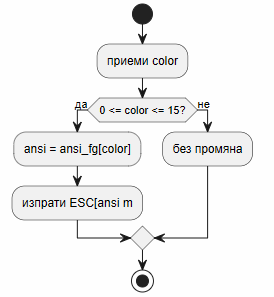 приеми color
да
0 <= color <= 15?
не
ansi = ansi_fg[color]
без промяна
изпрати ESC[ansi m